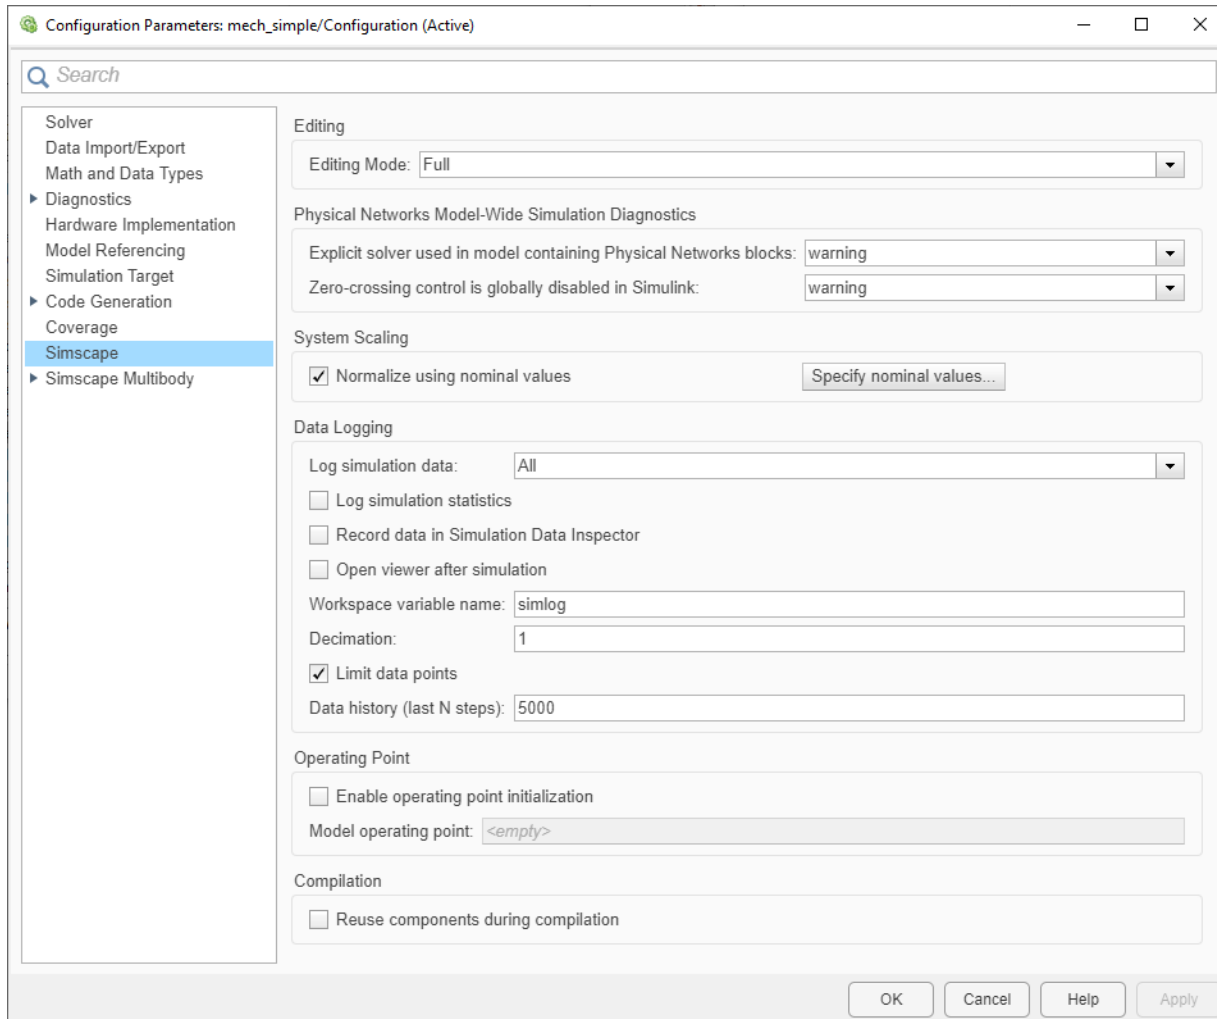 Configuration Parameters: mech_simple/Configuration (Active)
Search
Solver
Data Import/Export
Math and Data Types
Diagnostics
Hardware Implementation
Model Referencing
Simulation Target
Code Generation
Coverage
Simscape
Simscape Multibody
Editing
Editing Mode: Full
Physical Networks Model-Wide Simulation Diagnostics
Explicit solver used in model containing Physical Networks blocks: warning
Zero-crossing control is globally disabled in Simulink: warning
System Scaling
Normalize using nominal values Specify nominal values...
Data Logging
Log simulation data: All
Log simulation statistics
Record data in Simulation Data Inspector
Open viewer after simulation
Workspace variable name: simlog
Decimation: 1
Limit data points
Data history (last N steps): 5000
Operating Point
Enable operating point initialization
Model operating point: <empty>
Compilation
Reuse components during compilation
OK Cancel Help Apply